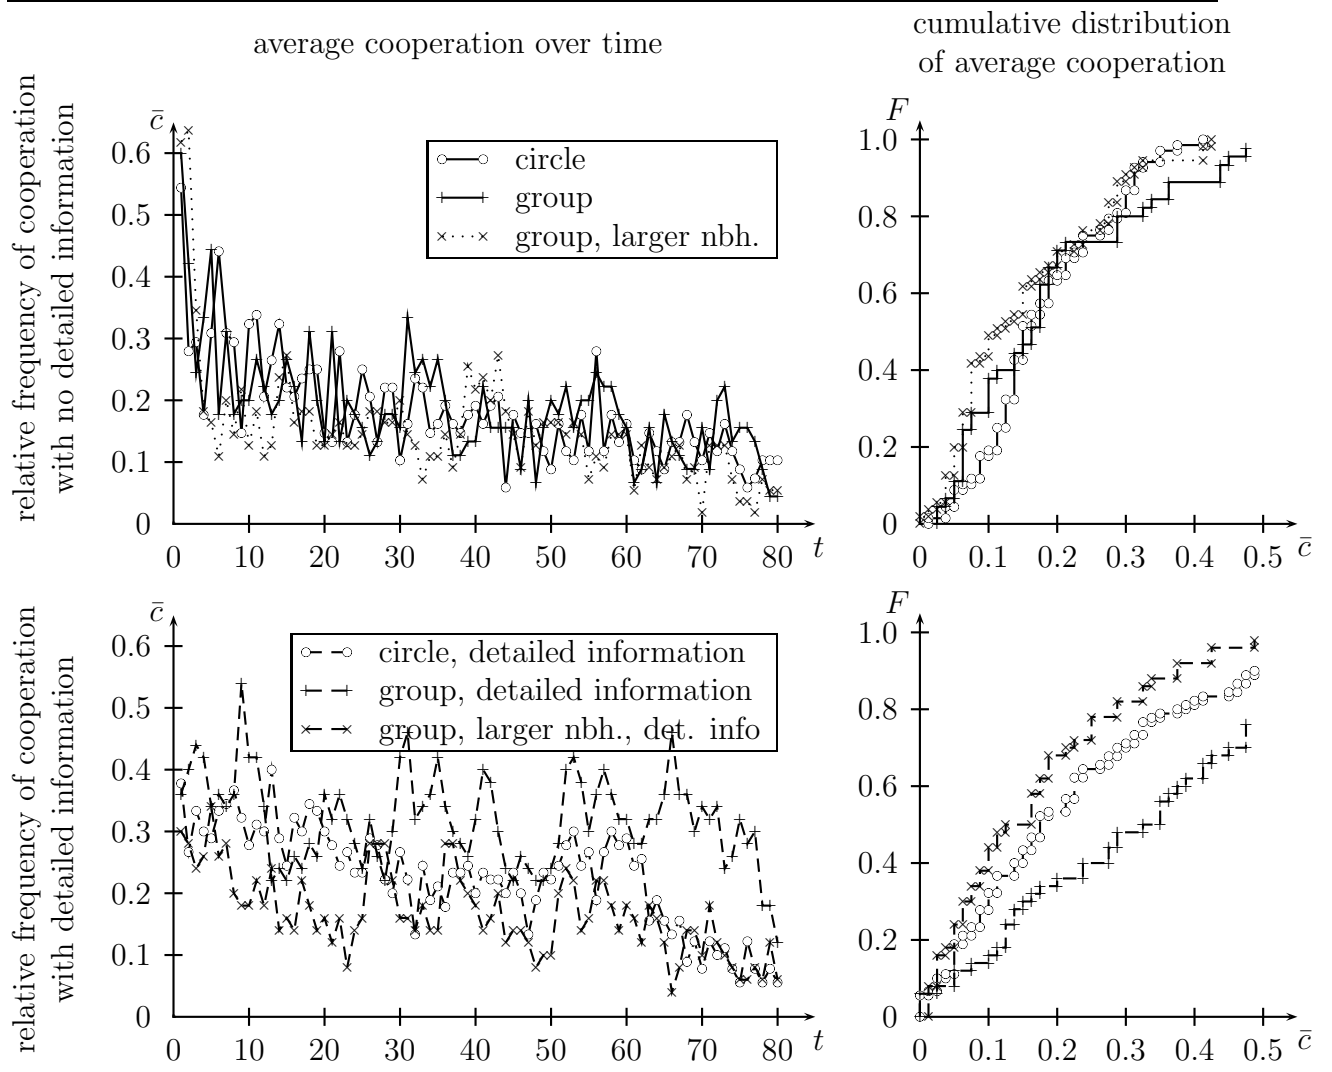 average cooperation over time
cumulative distribution
of average cooperation
relative frequency of cooperation
with no detailed information
c̄
0.6
0.5
0.4
0.3
0.2
0.1
0
circle
group
group, larger nbh.
0 10 20 30 40 50 60 70 80 t
F
1.0
0.8
0.6
0.4
0.2
0
0 0.1 0.2 0.3 0.4 0.5 c̄
relative frequency of cooperation
with detailed information
c̄
0.6
0.5
0.4
0.3
0.2
0.1
0
circle, detailed information
group, detailed information
group, larger nbh., det. info
0 10 20 30 40 50 60 70 80 t
F
1.0
0.8
0.6
0.4
0.2
0
0 0.1 0.2 0.3 0.4 0.5 c̄